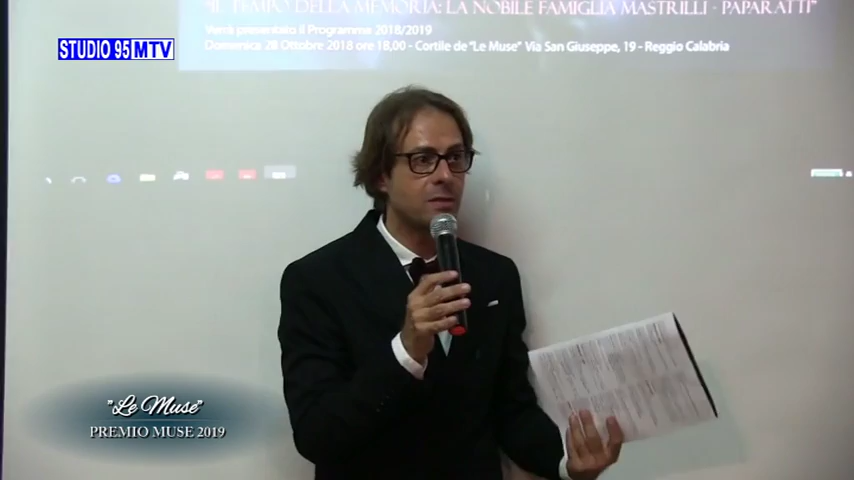 "IL TEMPIO DELLA MEMORIA: LA NOBILE FAMIGLIA MASTRILLI - PAPARATTI"
Verrà presentato il Programma 2018/2019
Domenica 28 Ottobre 2018 ore 18,00 - Cortile de "Le Muse" Via San Giuseppe, 19 - Reggio Calabria
STUDIO 95 MTV
"Le Muse"
PREMIO MUSE 2019